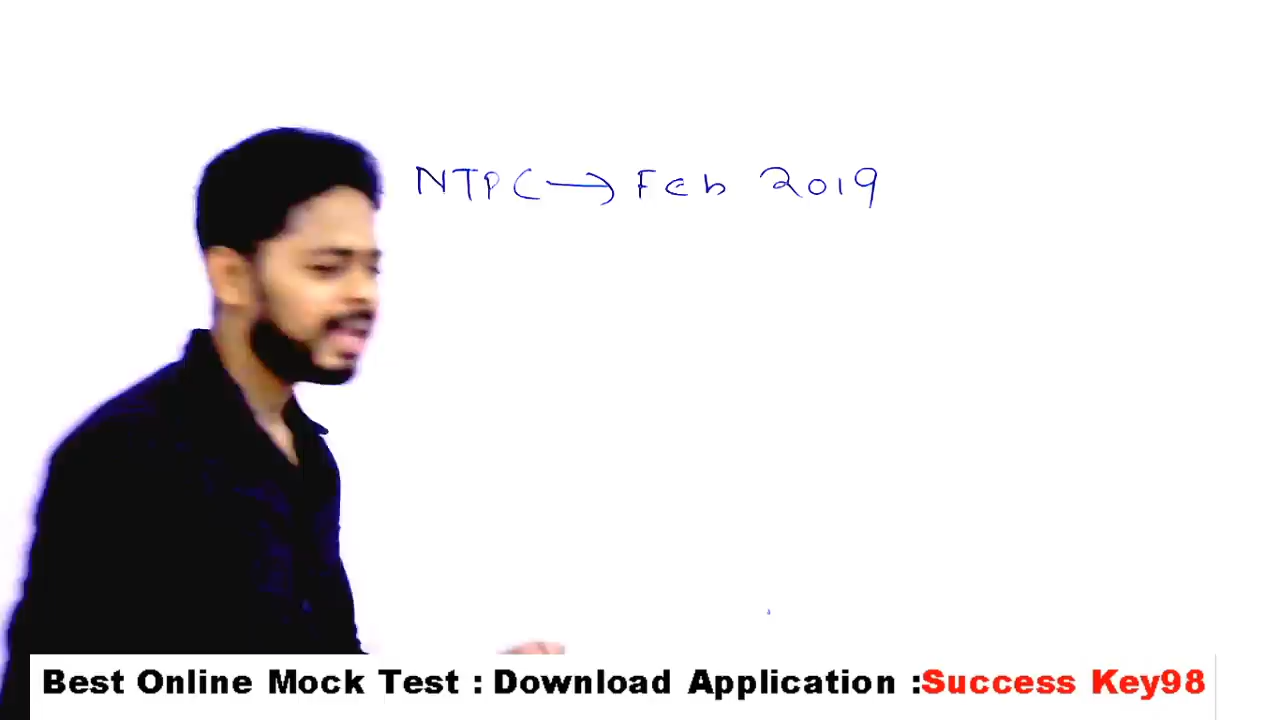 NTPC → Feb 2019
Best Online Mock Test : Download Application :Success Key98